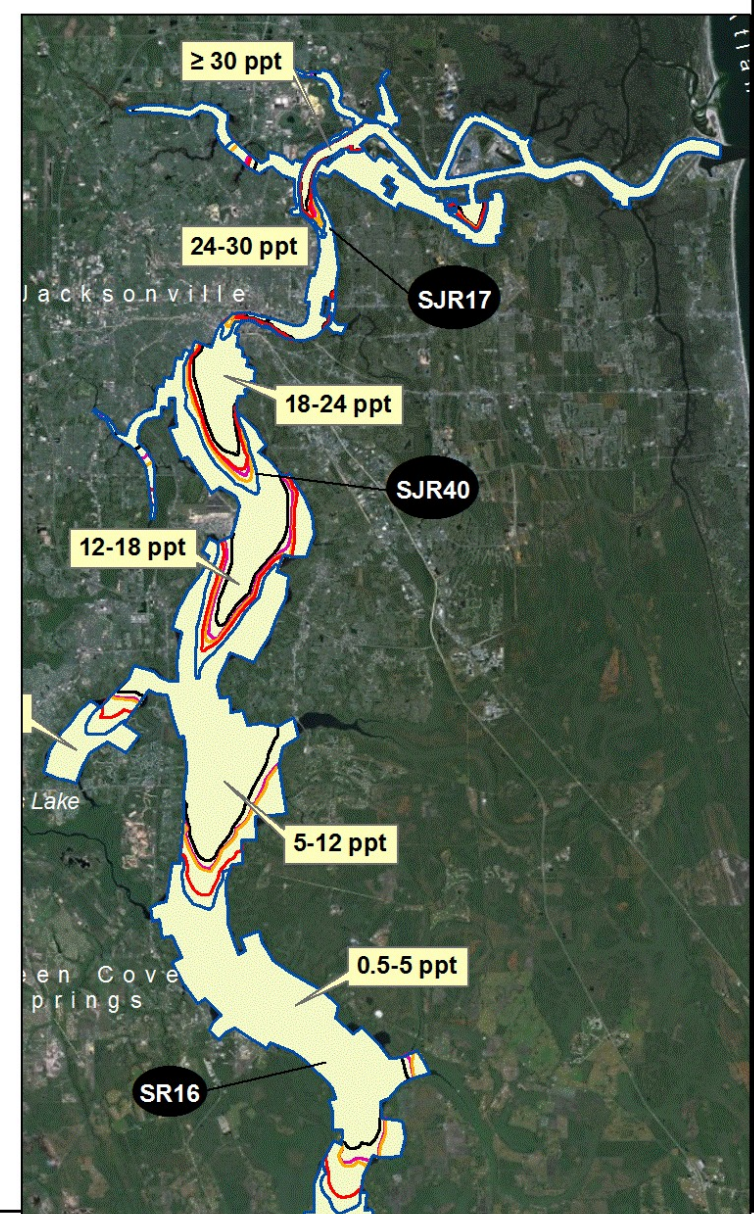 ≥ 30 ppt
24-30 ppt
Jacksonville
SJR17
18-24 ppt
SJR40
12-18 ppt
Lake
5-12 ppt
0.5-5 ppt
een Cove
prings
SR16